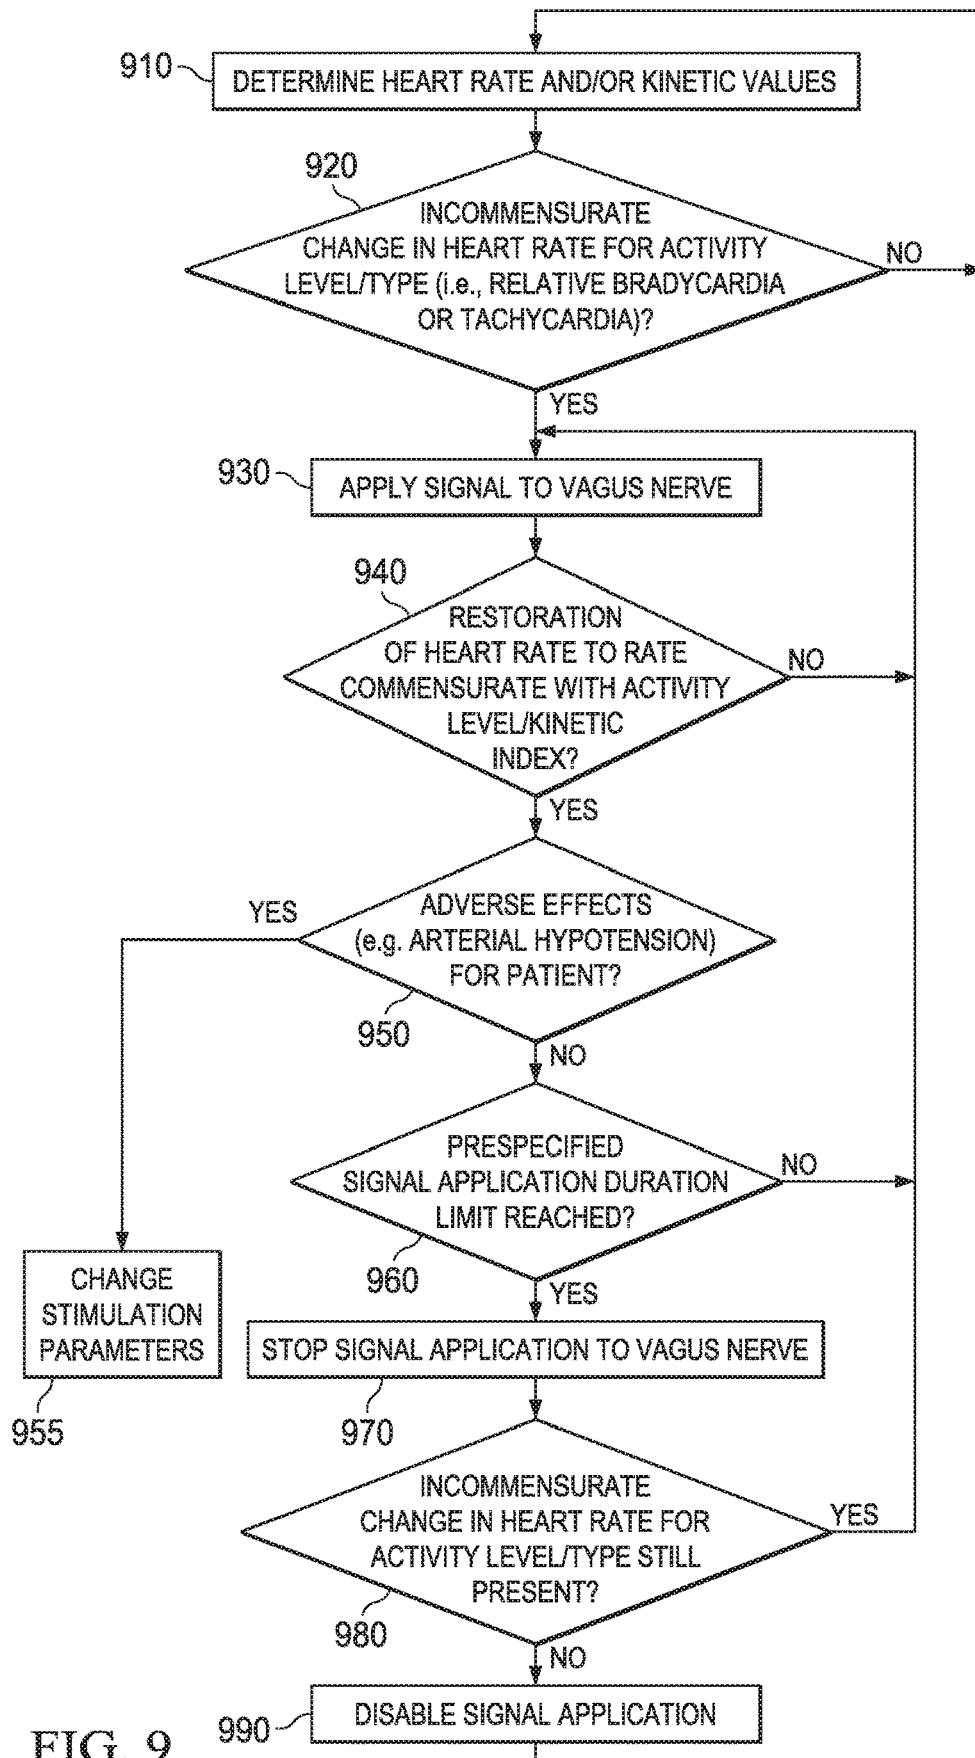 910
DETERMINE HEART RATE AND/OR KINETIC VALUES
920
INCOMMENSURATE
CHANGE IN HEART RATE FOR ACTIVITY
LEVEL/TYPE (i.e., RELATIVE BRADYCARDIA
OR TACHYCARDIA)?
NO
YES
930
APPLY SIGNAL TO VAGUS NERVE
940
RESTORATION
OF HEART RATE TO RATE
COMMENSURATE WITH ACTIVITY
LEVEL/KINETIC
INDEX?
NO
YES
YES
ADVERSE EFFECTS
(e.g. ARTERIAL HYPOTENSION)
FOR PATIENT?
950
NO
PRESPECIFIED
SIGNAL APPLICATION DURATION
LIMIT REACHED?
NO
960
YES
CHANGE
STIMULATION
PARAMETERS
955
STOP SIGNAL APPLICATION TO VAGUS NERVE
970
INCOMMENSURATE
CHANGE IN HEART RATE FOR
ACTIVITY LEVEL/TYPE STILL
PRESENT?
YES
980
NO
990
DISABLE SIGNAL APPLICATION
FIG. 9